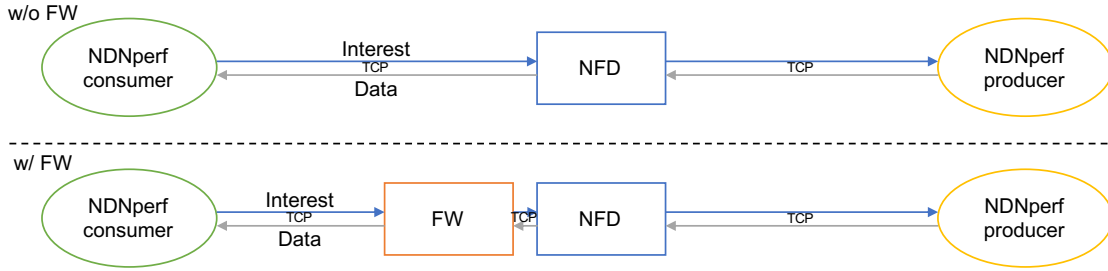 w/o FW
NDNperf
consumer
Interest
TCP
Data
NFD
TCP
NDNperf
producer
w/ FW
NDNperf
consumer
Interest
TCP
Data
FW
TCP
NFD
TCP
NDNperf
producer